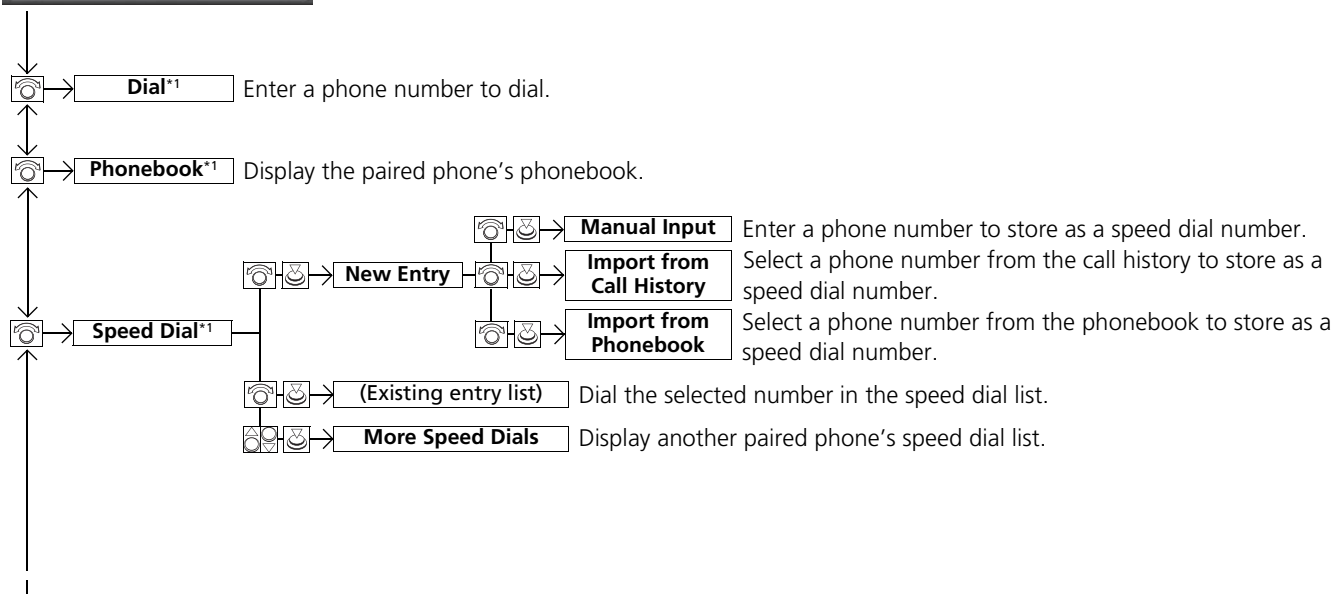 Dial*1 Enter a phone number to dial.
Phonebook*1 Display the paired phone’s phonebook.
Manual Input Enter a phone number to store as a speed dial number.
New Entry
Import from
Call History
Select a phone number from the call history to store as a
speed dial number.
Import from
Phonebook
Select a phone number from the phonebook to store as a
speed dial number.
Speed Dial*1
(Existing entry list) Dial the selected number in the speed dial list.
More Speed Dials Display another paired phone’s speed dial list.